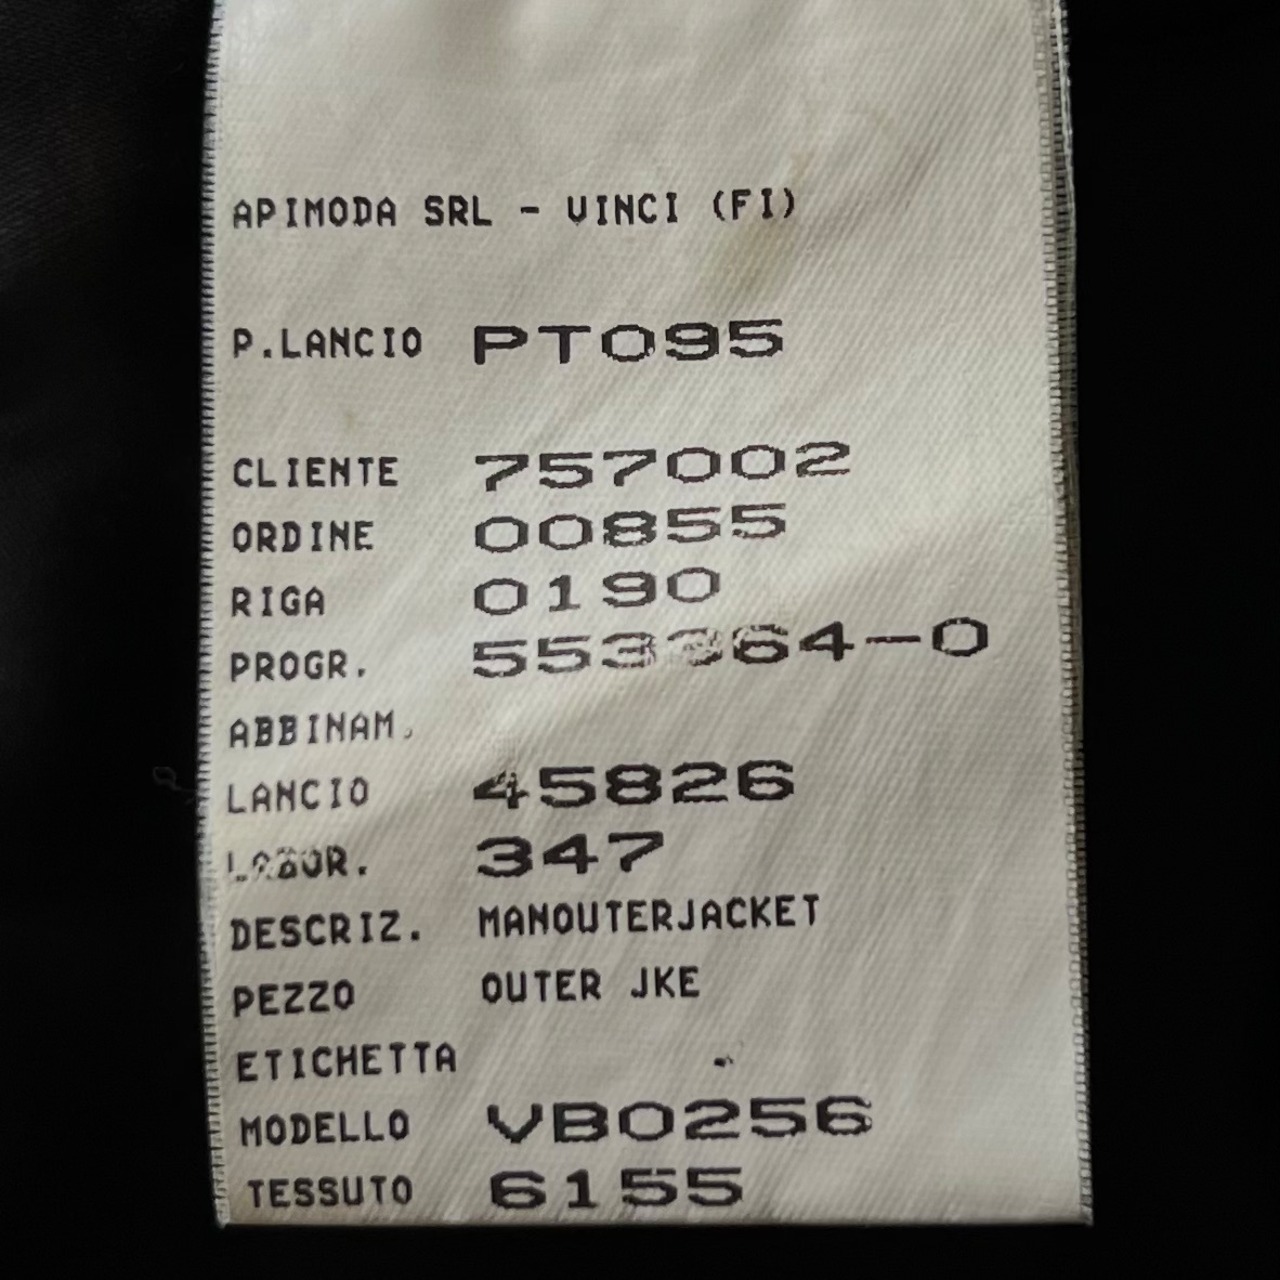 APIMODA SRL - VINCI (FI)
P.LANCIO PT095
CLIENTE 757002
ORDINE 00855
RIGA 0190
PROGR.
ABBINAM.
LANCIO 45826
LABOR. 347
DESCRIZ. MANOUTERJACKET
PEZZO OUTER JKE
ETICHETTA
MODELLO VB0256
TESSUTO 6155